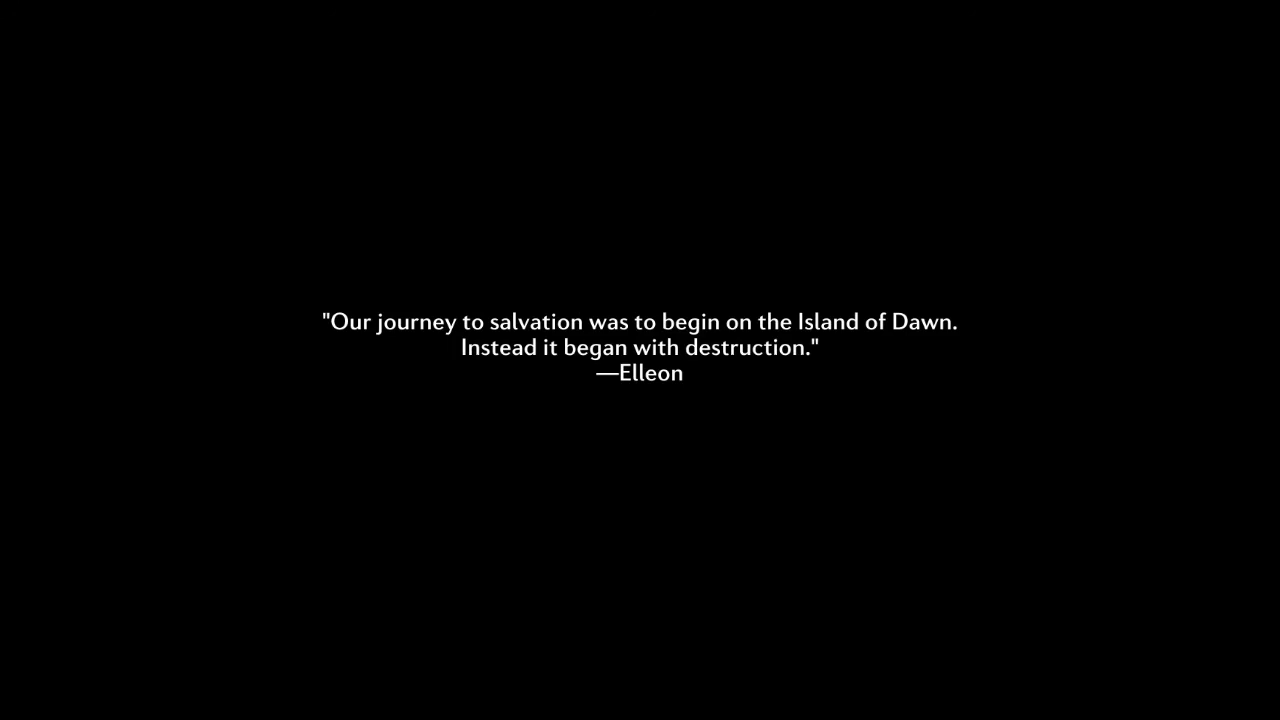 "Our journey to salvation was to begin on the Island of Dawn.
Instead it began with destruction."
—Elleon